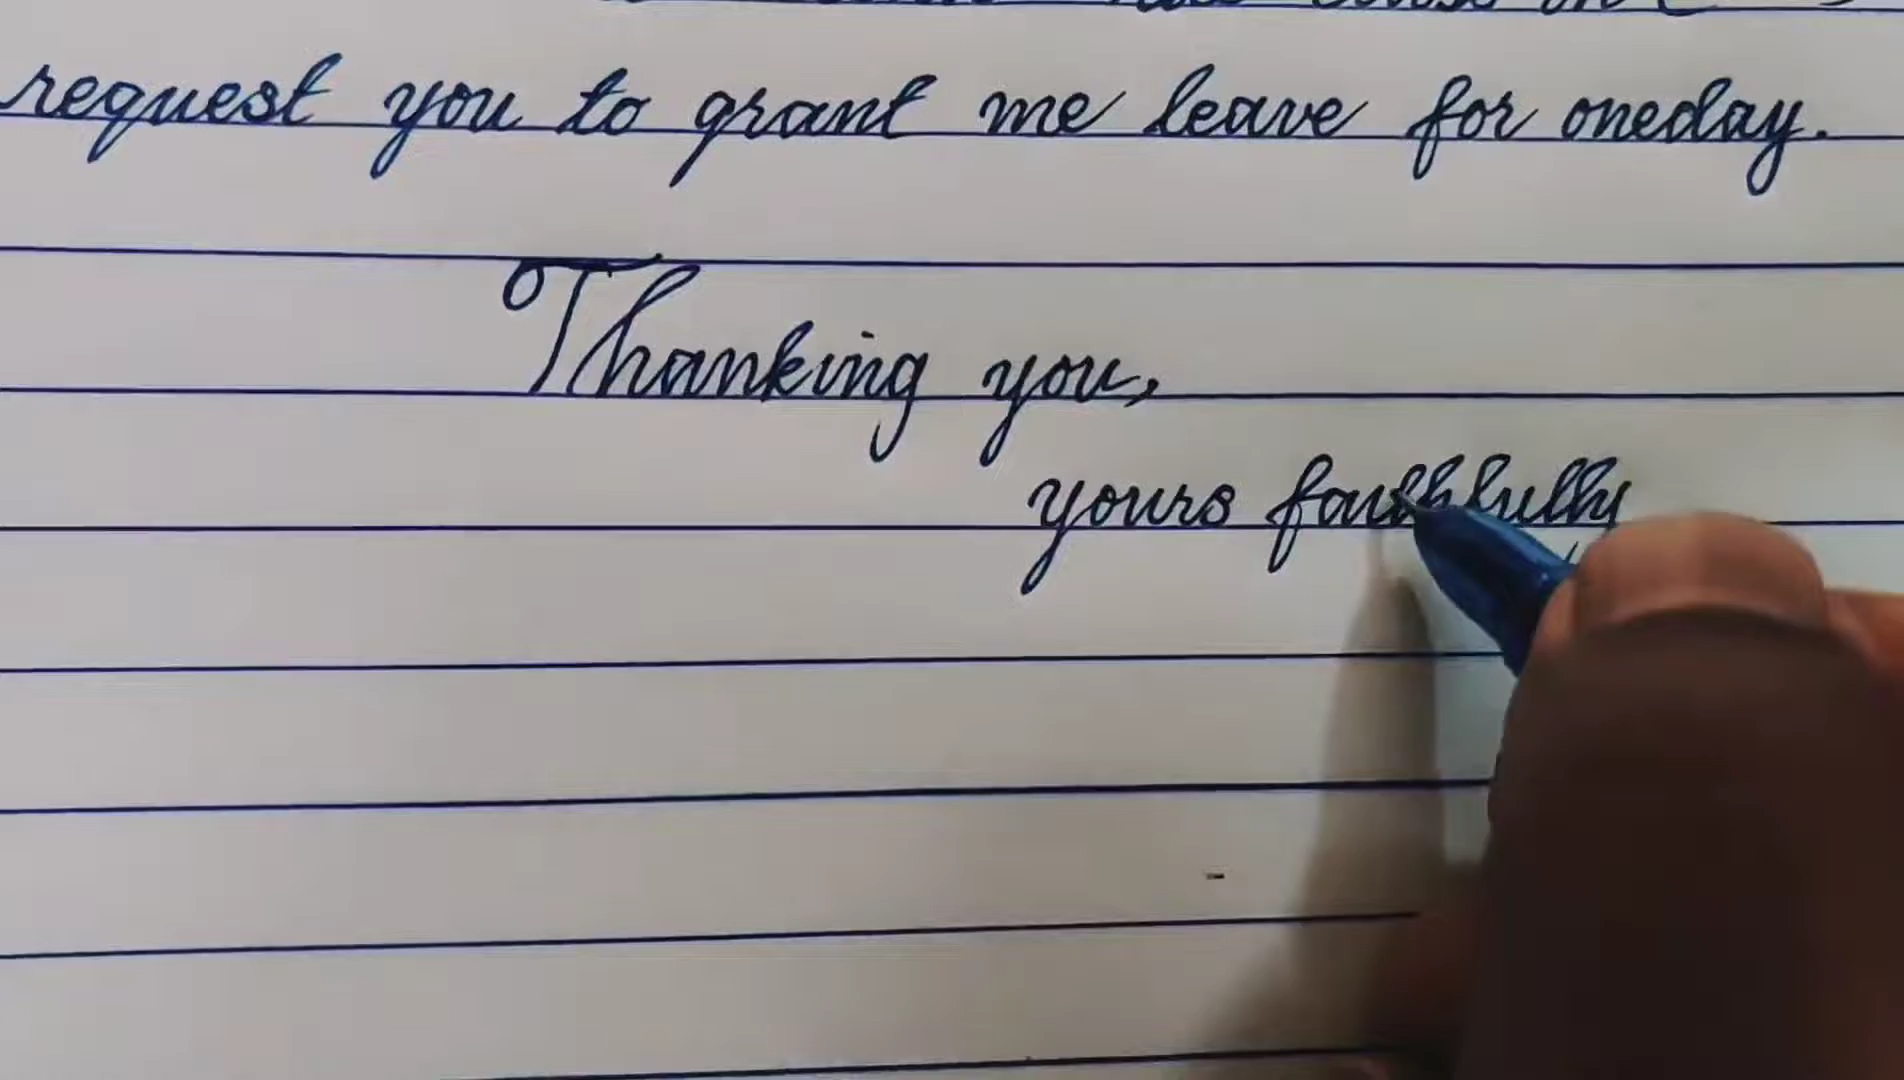 request you to grant me leave for oneday.
Thanking you,
yours faithfully